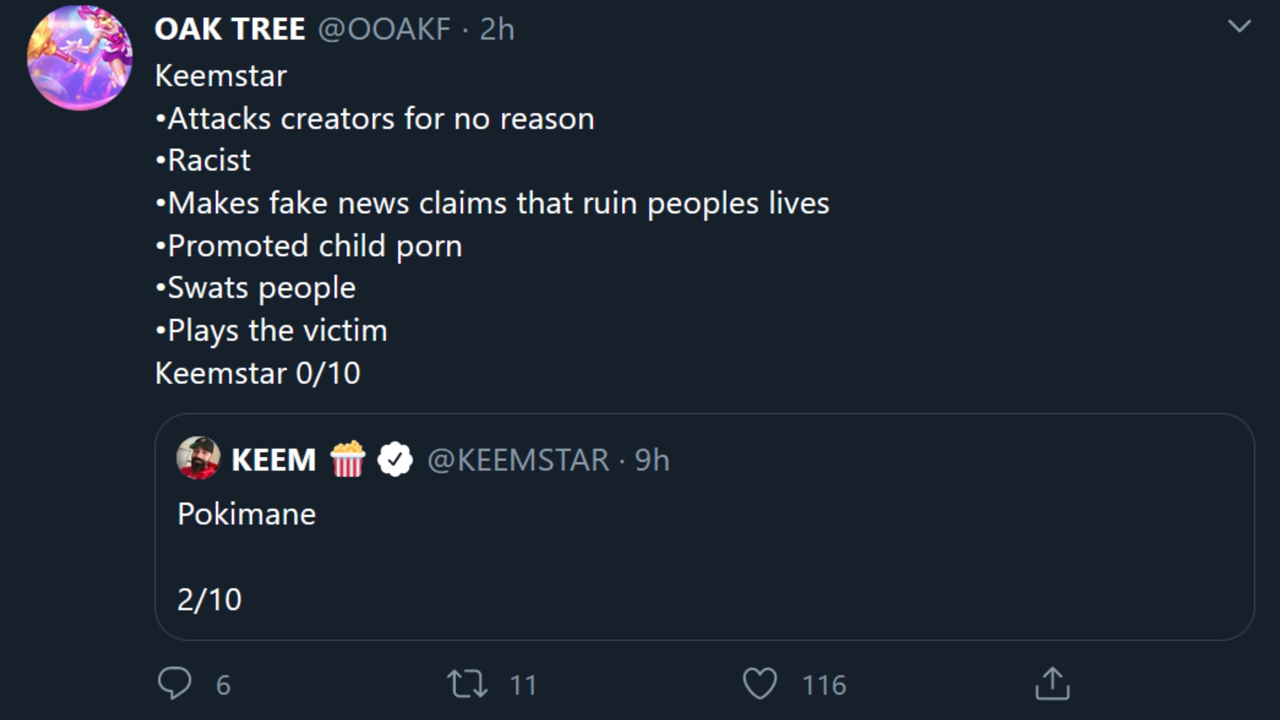 OAK TREE @OOAKF · 2h
Keemstar
•Attacks creators for no reason
•Racist
•Makes fake news claims that ruin peoples lives
•Promoted child porn
•Swats people
•Plays the victim
Keemstar 0/10
KEEM 🍿 @KEEMSTAR · 9h
Pokimane
2/10
6 11 116